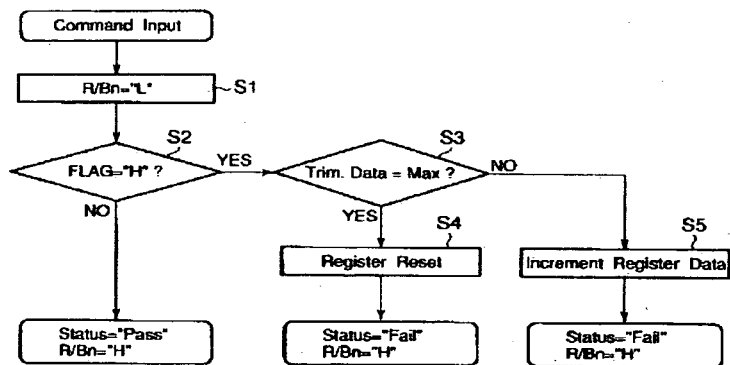 Command Input
R/Bn="L"
S1
S2
FLAG="H" ?
YES
NO
S3
Trim. Data = Max ?
NO
YES
S4
Register Reset
S5
Increment Register Data
Status="Pass"
R/Bn="H"
Status="Fail"
R/Bn="H"
Status="Fail"
R/Bn="H"